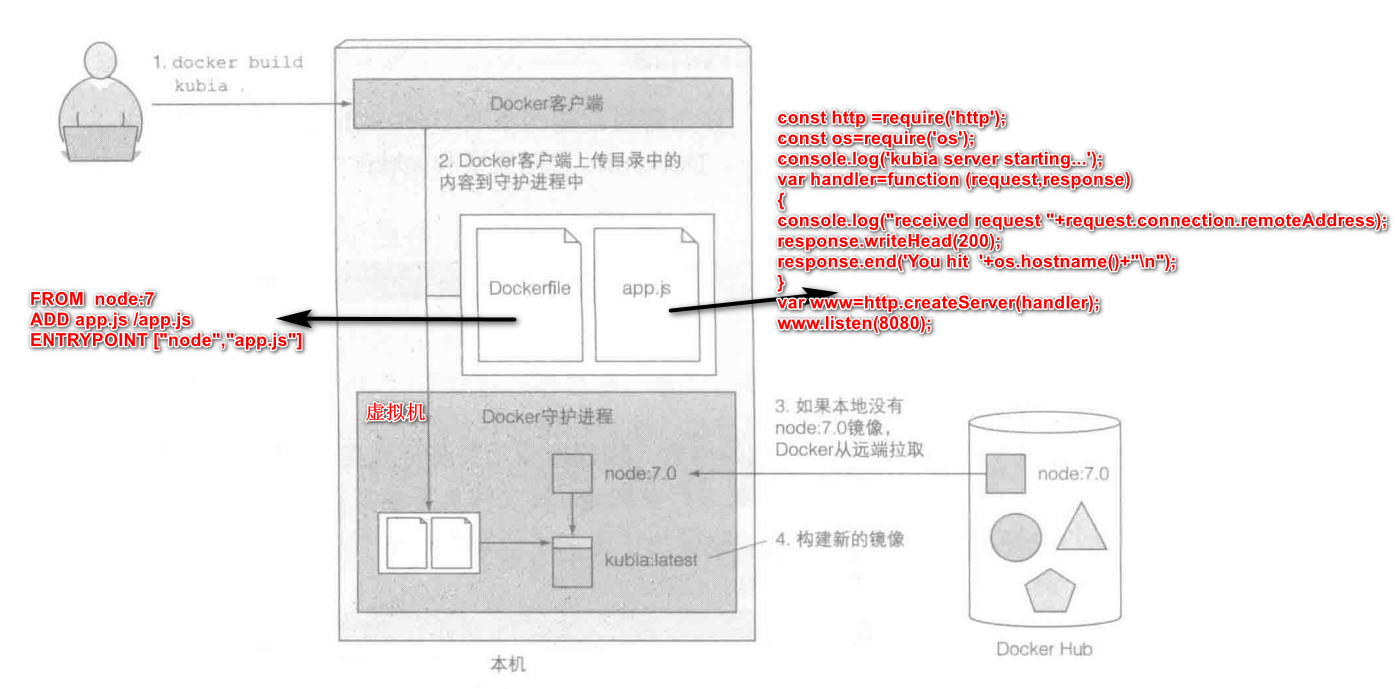 1. docker build
kubia .
Docker客户端
2. Docker客户端上传目录中的
内容到守护进程中
Dockerfile
app.js
const http =require('http');
const os=require('os');
console.log('kubia server starting...');
var handler=function (request,response)
{
console.log("received request "+request.connection.remoteAddress);
response.writeHead(200);
response.end('You hit  '+os.hostname()+"\n");
}
var www=http.createServer(handler);
www.listen(8080);
FROM  node:7
ADD app.js /app.js
ENTRYPOINT ["node","app.js"]
虚拟机
Docker守护进程
node:7.0
kubia:latest
3. 如果本地没有
node:7.0镜像，
Docker从远端拉取
4. 构建新的镜像
node:7.0
Docker Hub
本机